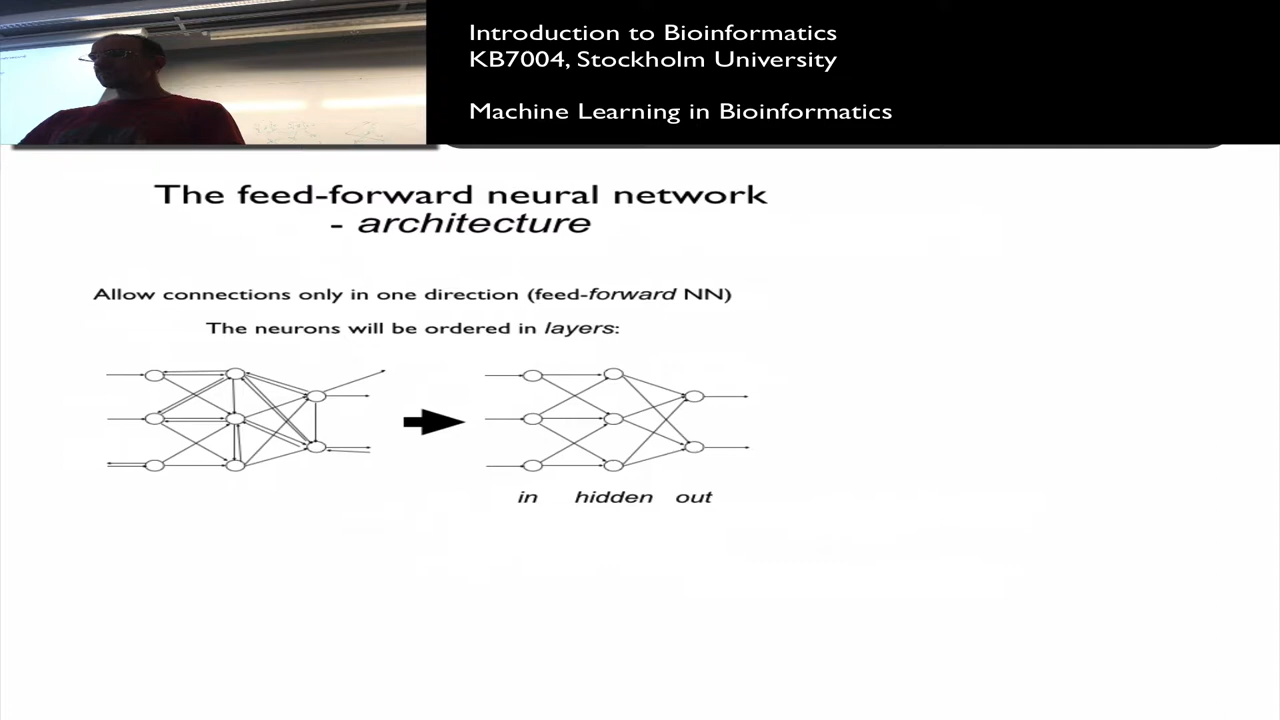 Introduction to Bioinformatics
KB7004, Stockholm University
Machine Learning in Bioinformatics
The feed-forward neural network
- architecture
Allow connections only in one direction (feed-forward NN)
The neurons will be ordered in layers:
in hidden out